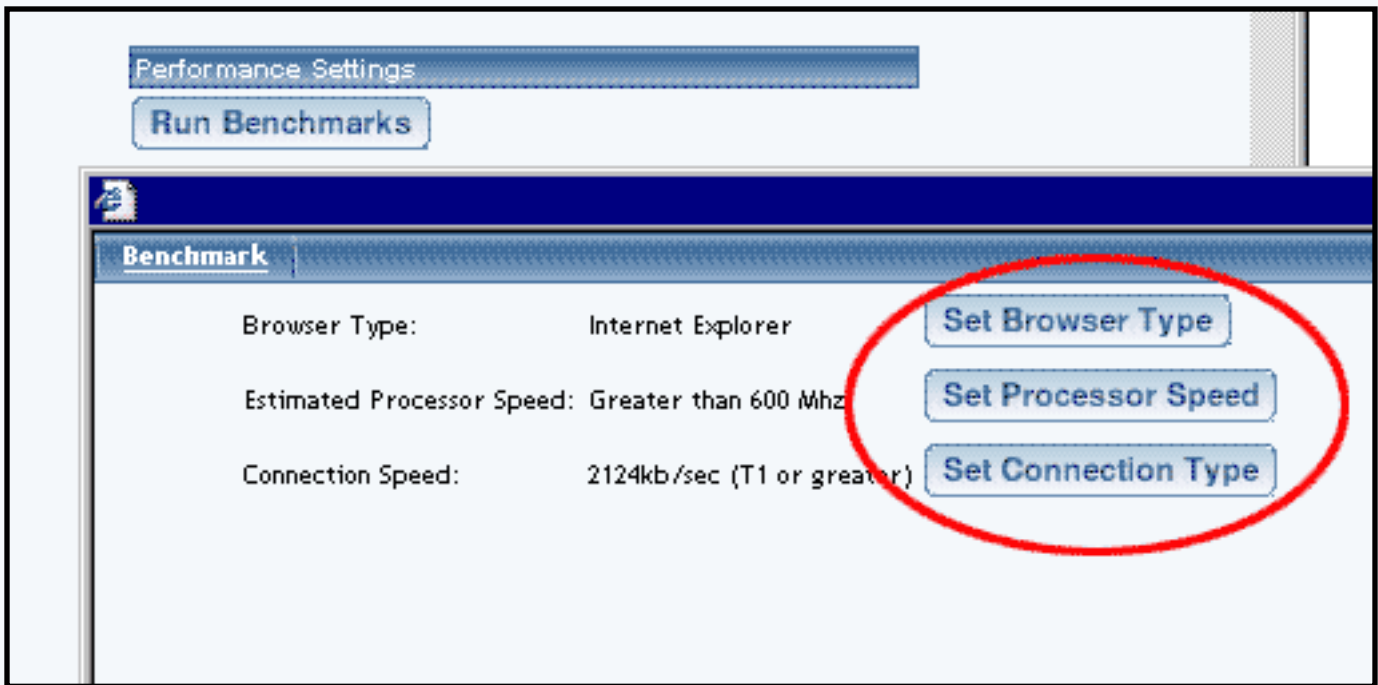 Performance Settings
Run Benchmarks
Benchmark
Browser Type: Internet Explorer Set Browser Type
Estimated Processor Speed: Greater than 600 Mhz Set Processor Speed
Connection Speed: 2124kb/sec (T1 or greater) Set Connection Type